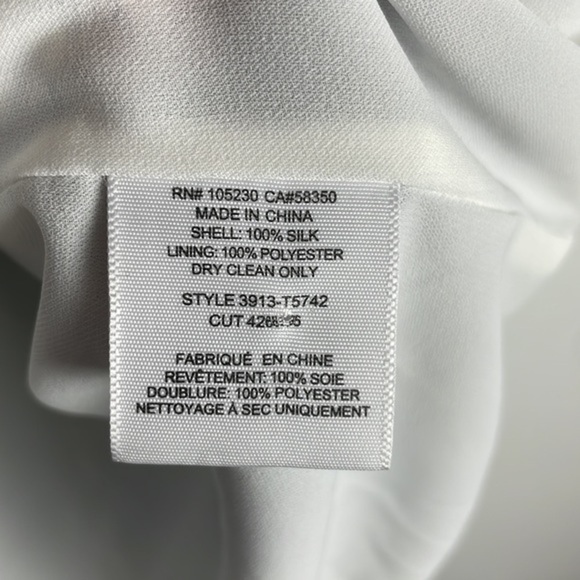 RN# 105230 CA#58350
MADE IN CHINA
SHELL: 100% SILK
LINING: 100% POLYESTER
DRY CLEAN ONLY
STYLE 3913-T5742
CUT
FABRIQUÉ EN CHINE
REVÊTEMENT: 100% SOIE
DOUBLURE: 100% POLYESTER
NETTOYAGE À SEC UNIQUEMENT